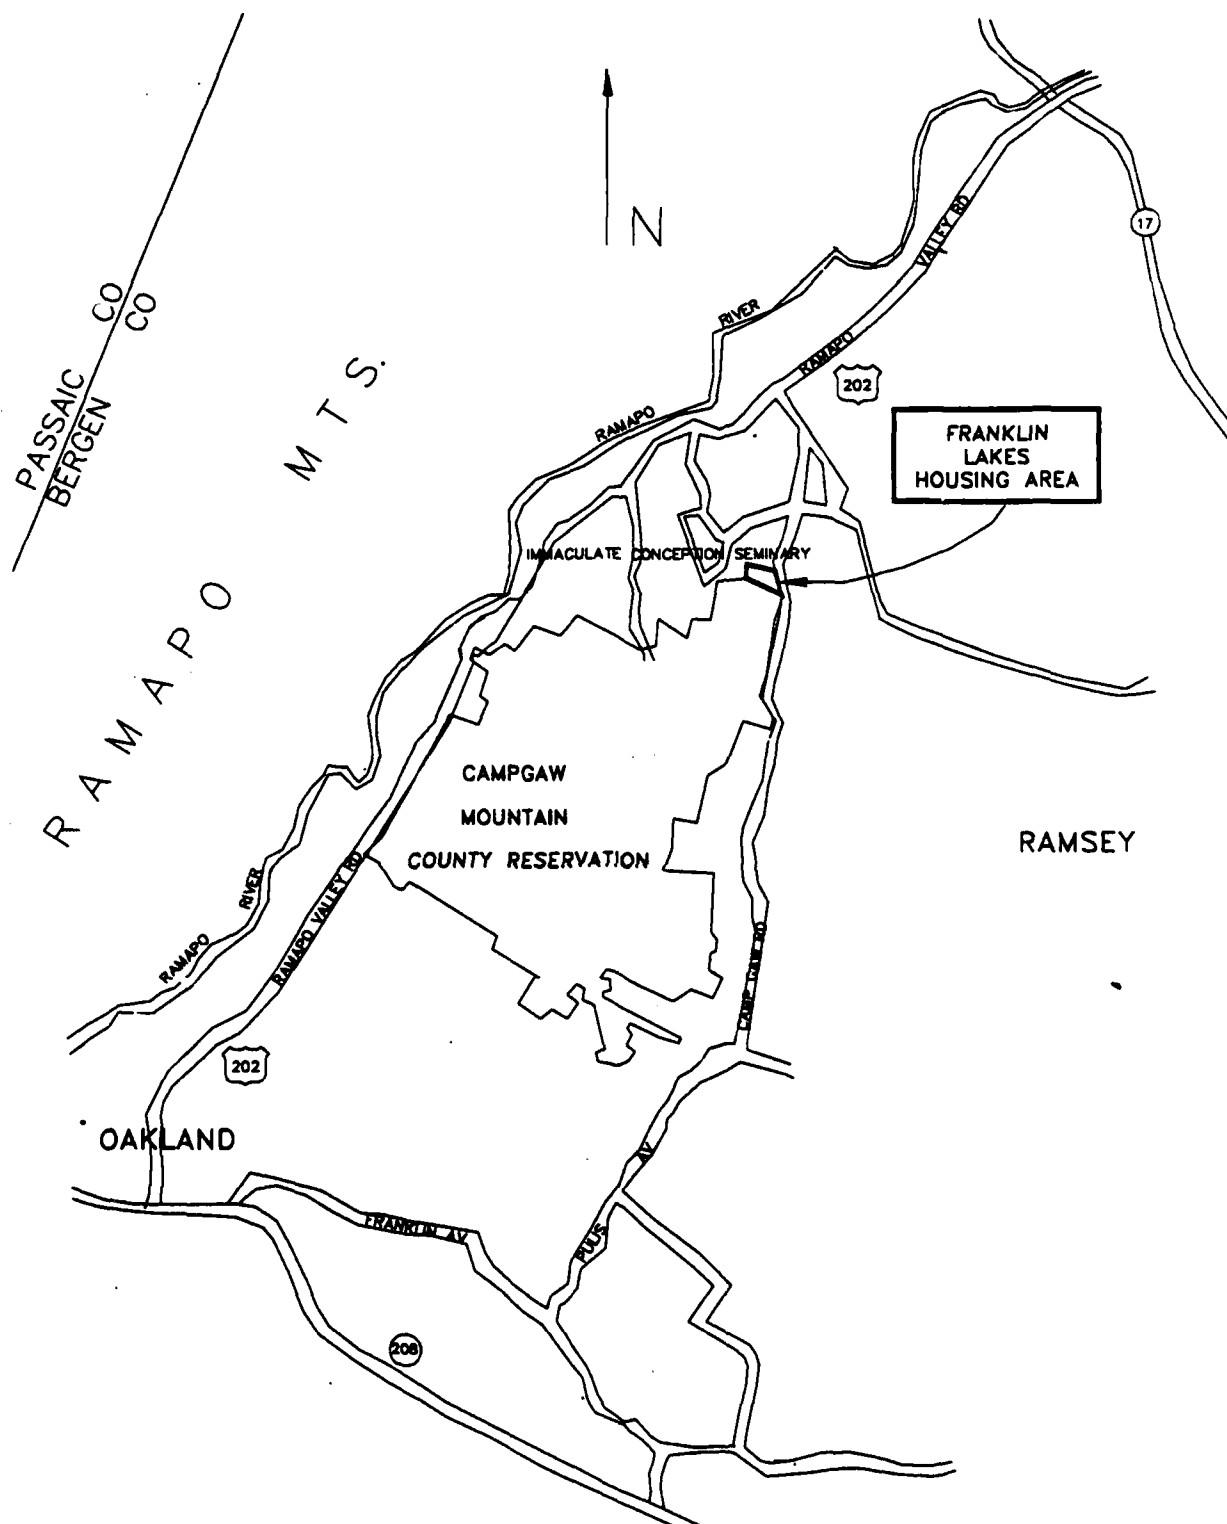 N
17
PASSAIC CO
BERGEN CO
RAMAPO MTS.
RAMAPO RIVER
RAMAPO VALLEY RD
202
FRANKLIN
LAKES
HOUSING AREA
IMMACULATE CONCEPTION SEMINARY
CAMPGAW
MOUNTAIN
COUNTY RESERVATION
RAMSEY
RAMAPO RIVER
RAMAPO VALLEY RD
CAMP GAW RD
202
OAKLAND
FRANKLIN AV
PULIS AV
208